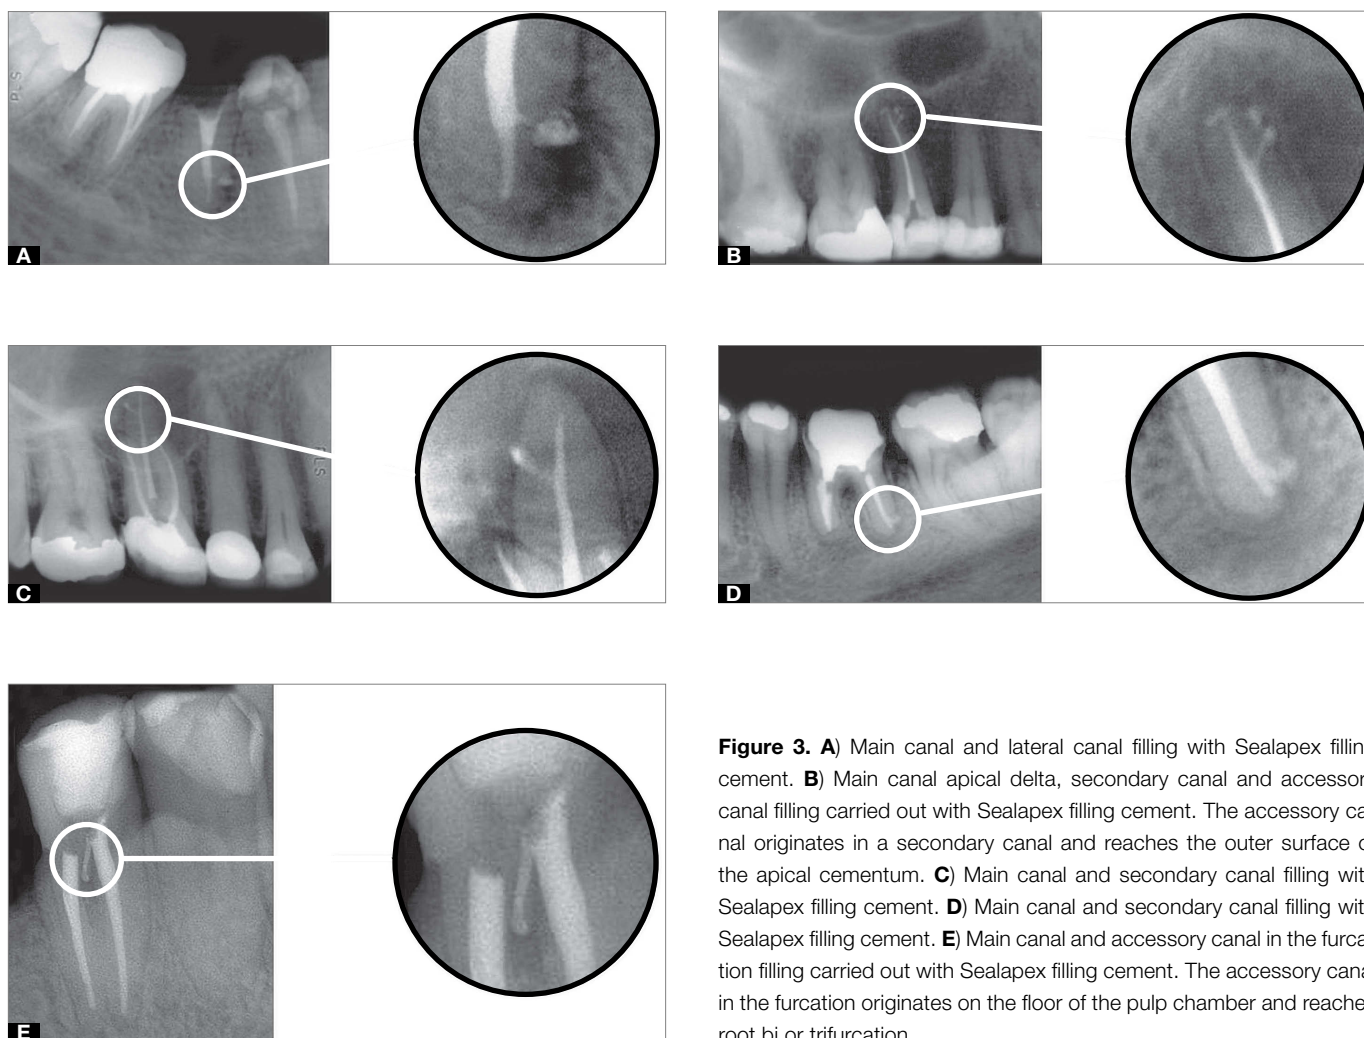 PLS
A
B
LS
C
D
E
Figure 3. A) Main canal and lateral canal filling with Sealapex fillin
cement. B) Main canal apical delta, secondary canal and accessor
canal filling carried out with Sealapex filling cement. The accessory ca
nal originates in a secondary canal and reaches the outer surface o
the apical cementum. C) Main canal and secondary canal filling wit
Sealapex filling cement. D) Main canal and secondary canal filling wit
Sealapex filling cement. E) Main canal and accessory canal in the furca
tion filling carried out with Sealapex filling cement. The accessory cana
in the furcation originates on the floor of the pulp chamber and reache
root bi or trifurcation